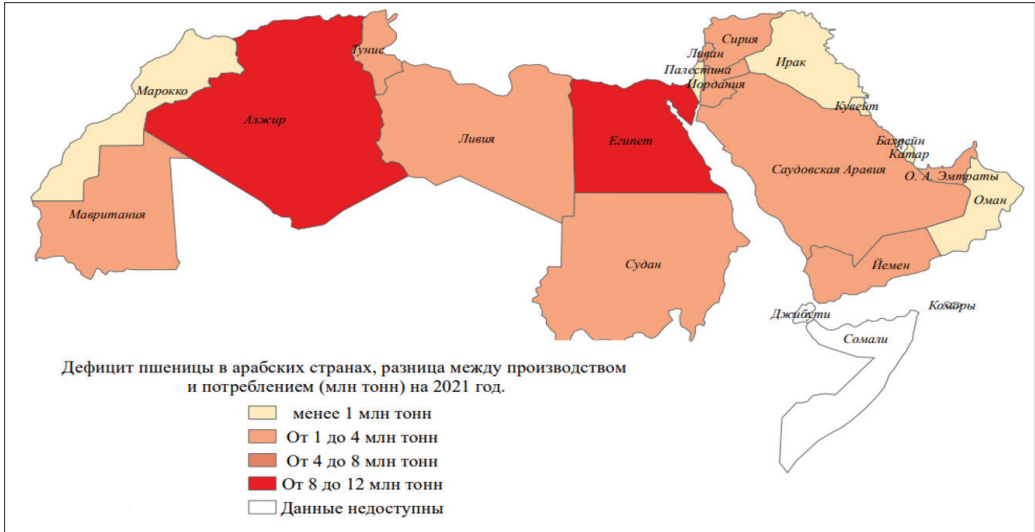 Тунис
Сирия
Ливан
Палестина
Ирак
Иордания
Марокко
Кувейт
Алжир
Ливия
Египет
Бахрейн
Катар
Саудовская Аравия
О. А. Эмтраты
Оман
Мавритания
Судан
Йемен
Коморы
Джибути
Сомали
Дефицит пшеницы в арабских странах, разница между производством
и потреблением (млн тонн) на 2021 год.
менее 1 млн тонн
От 1 до 4 млн тонн
От 4 до 8 млн тонн
От 8 до 12 млн тонн
Данные недоступны